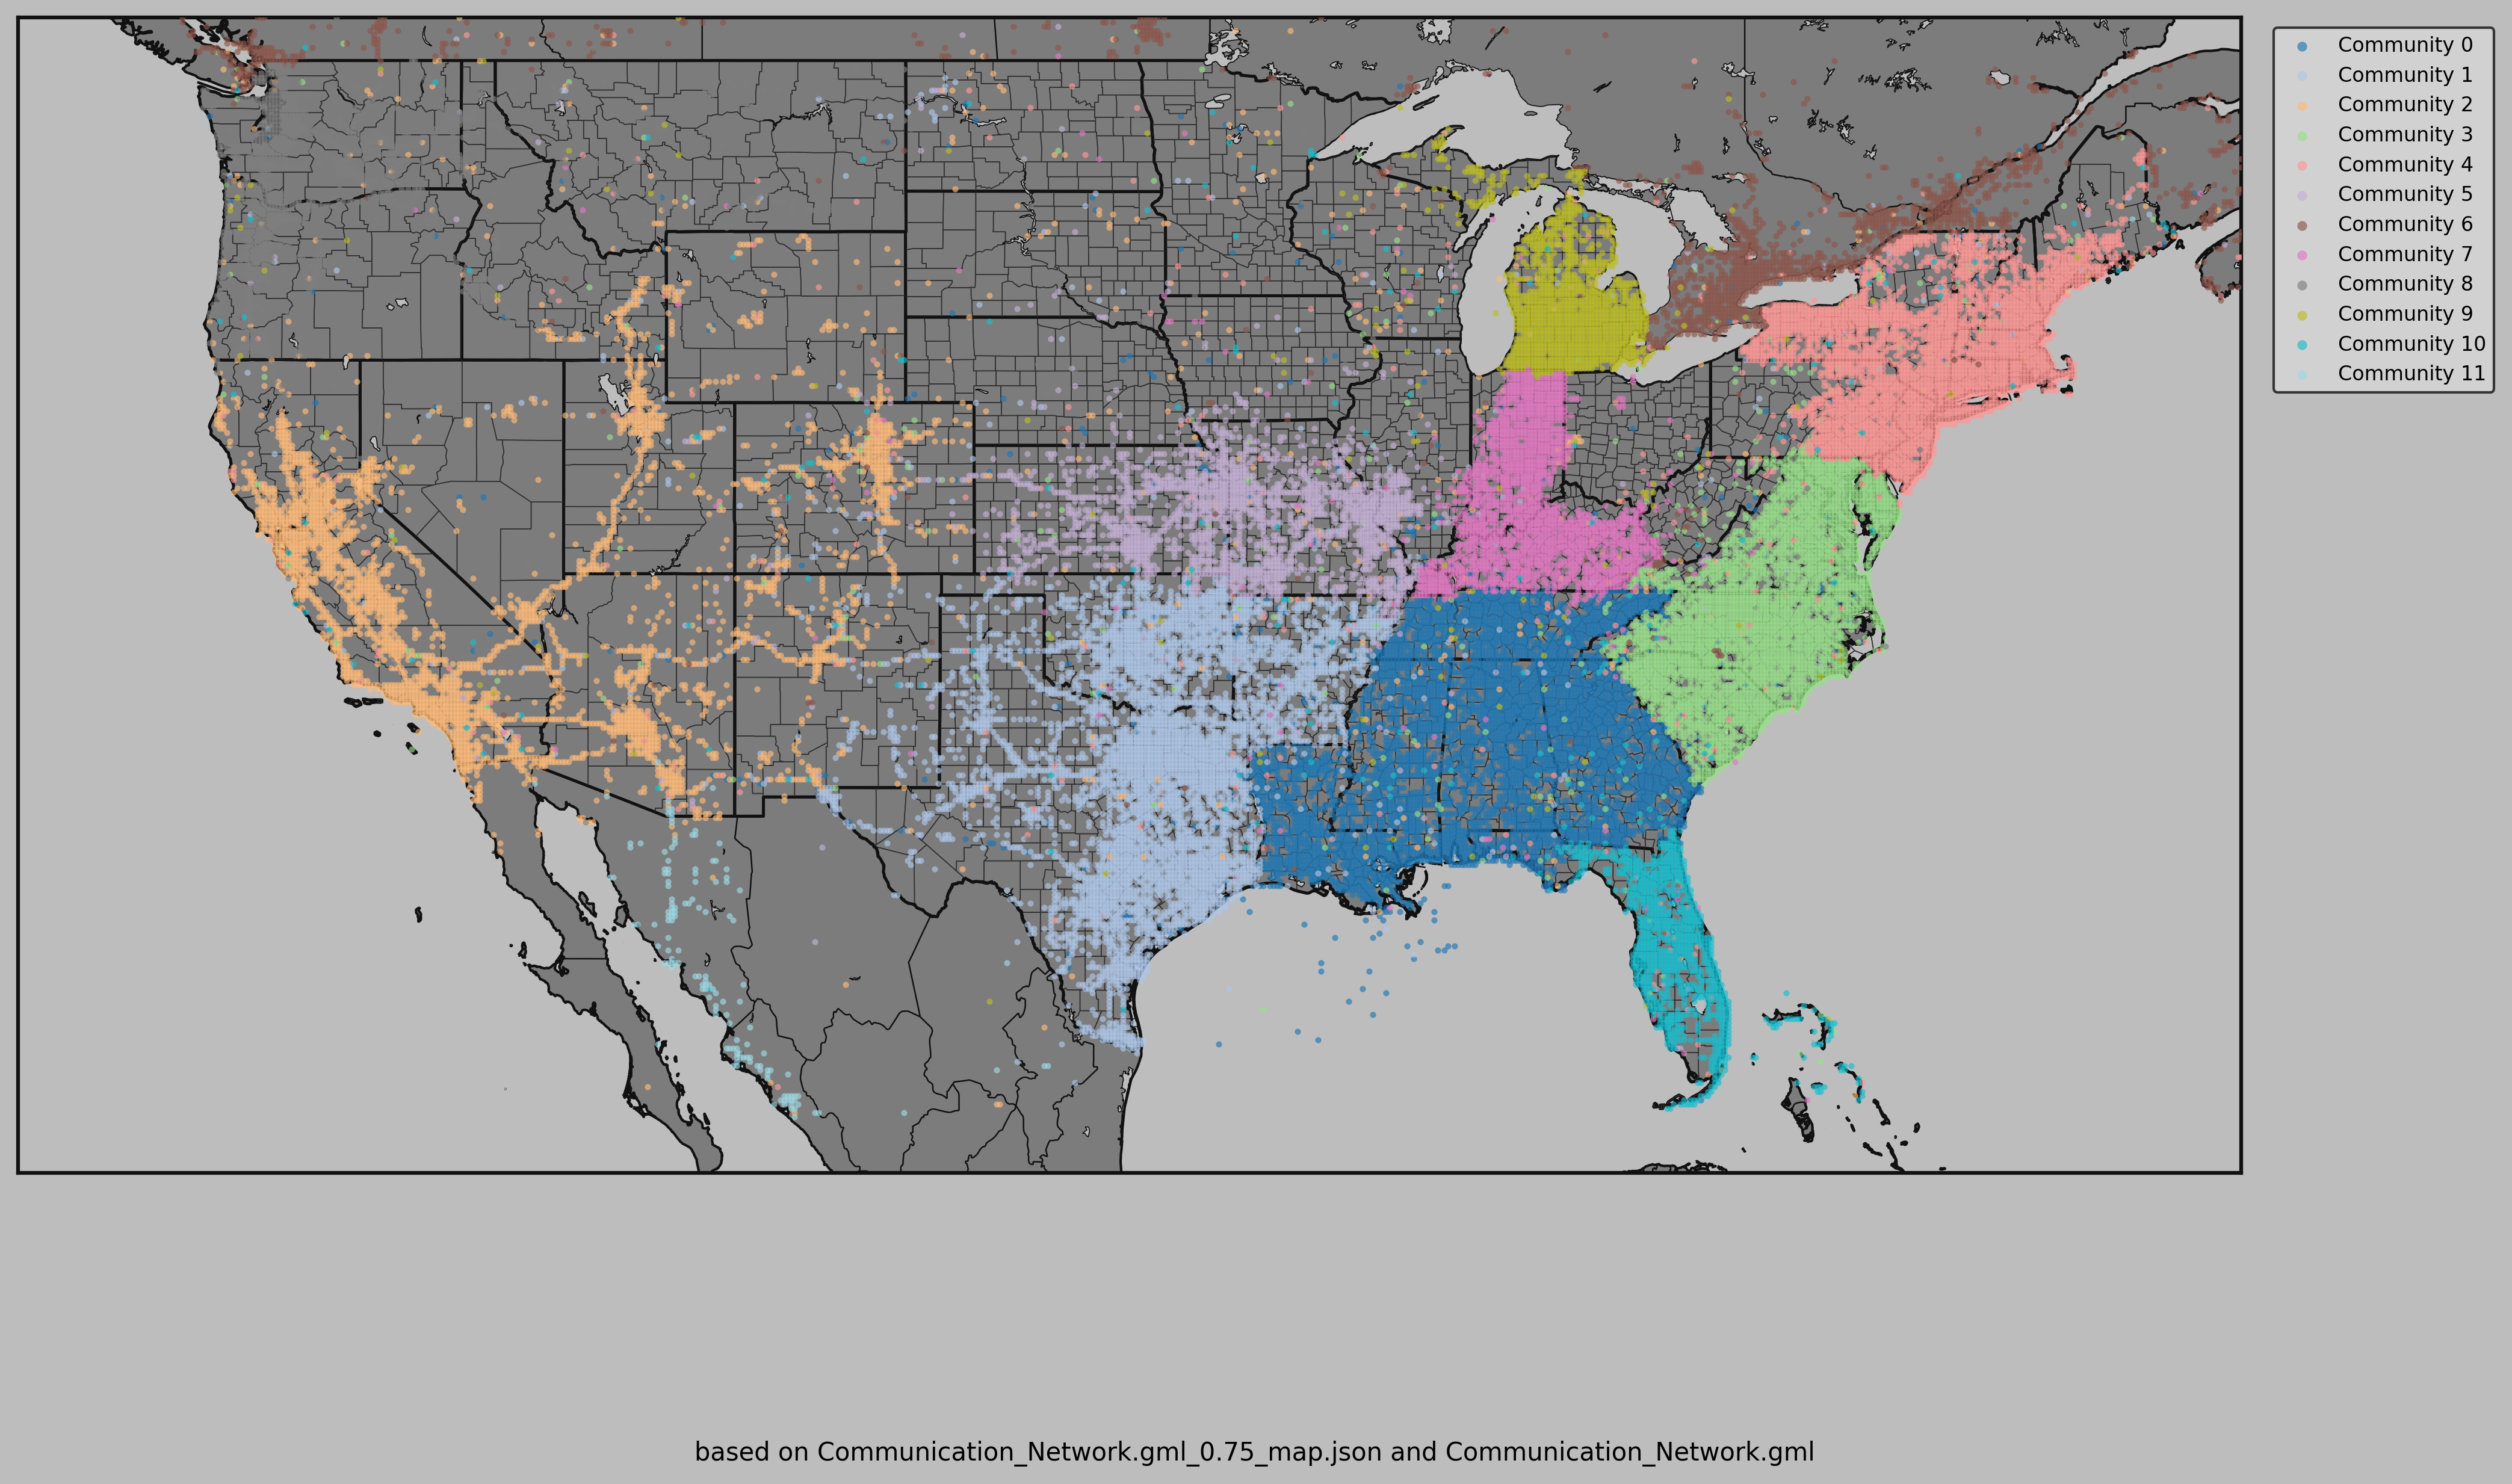 Community 0
Community 1
Community 2
Community 3
Community 4
Community 5
Community 6
Community 7
Community 8
Community 9
Community 10
Community 11
based on Communication_Network.gml_0.75_map.json and Communication_Network.gml